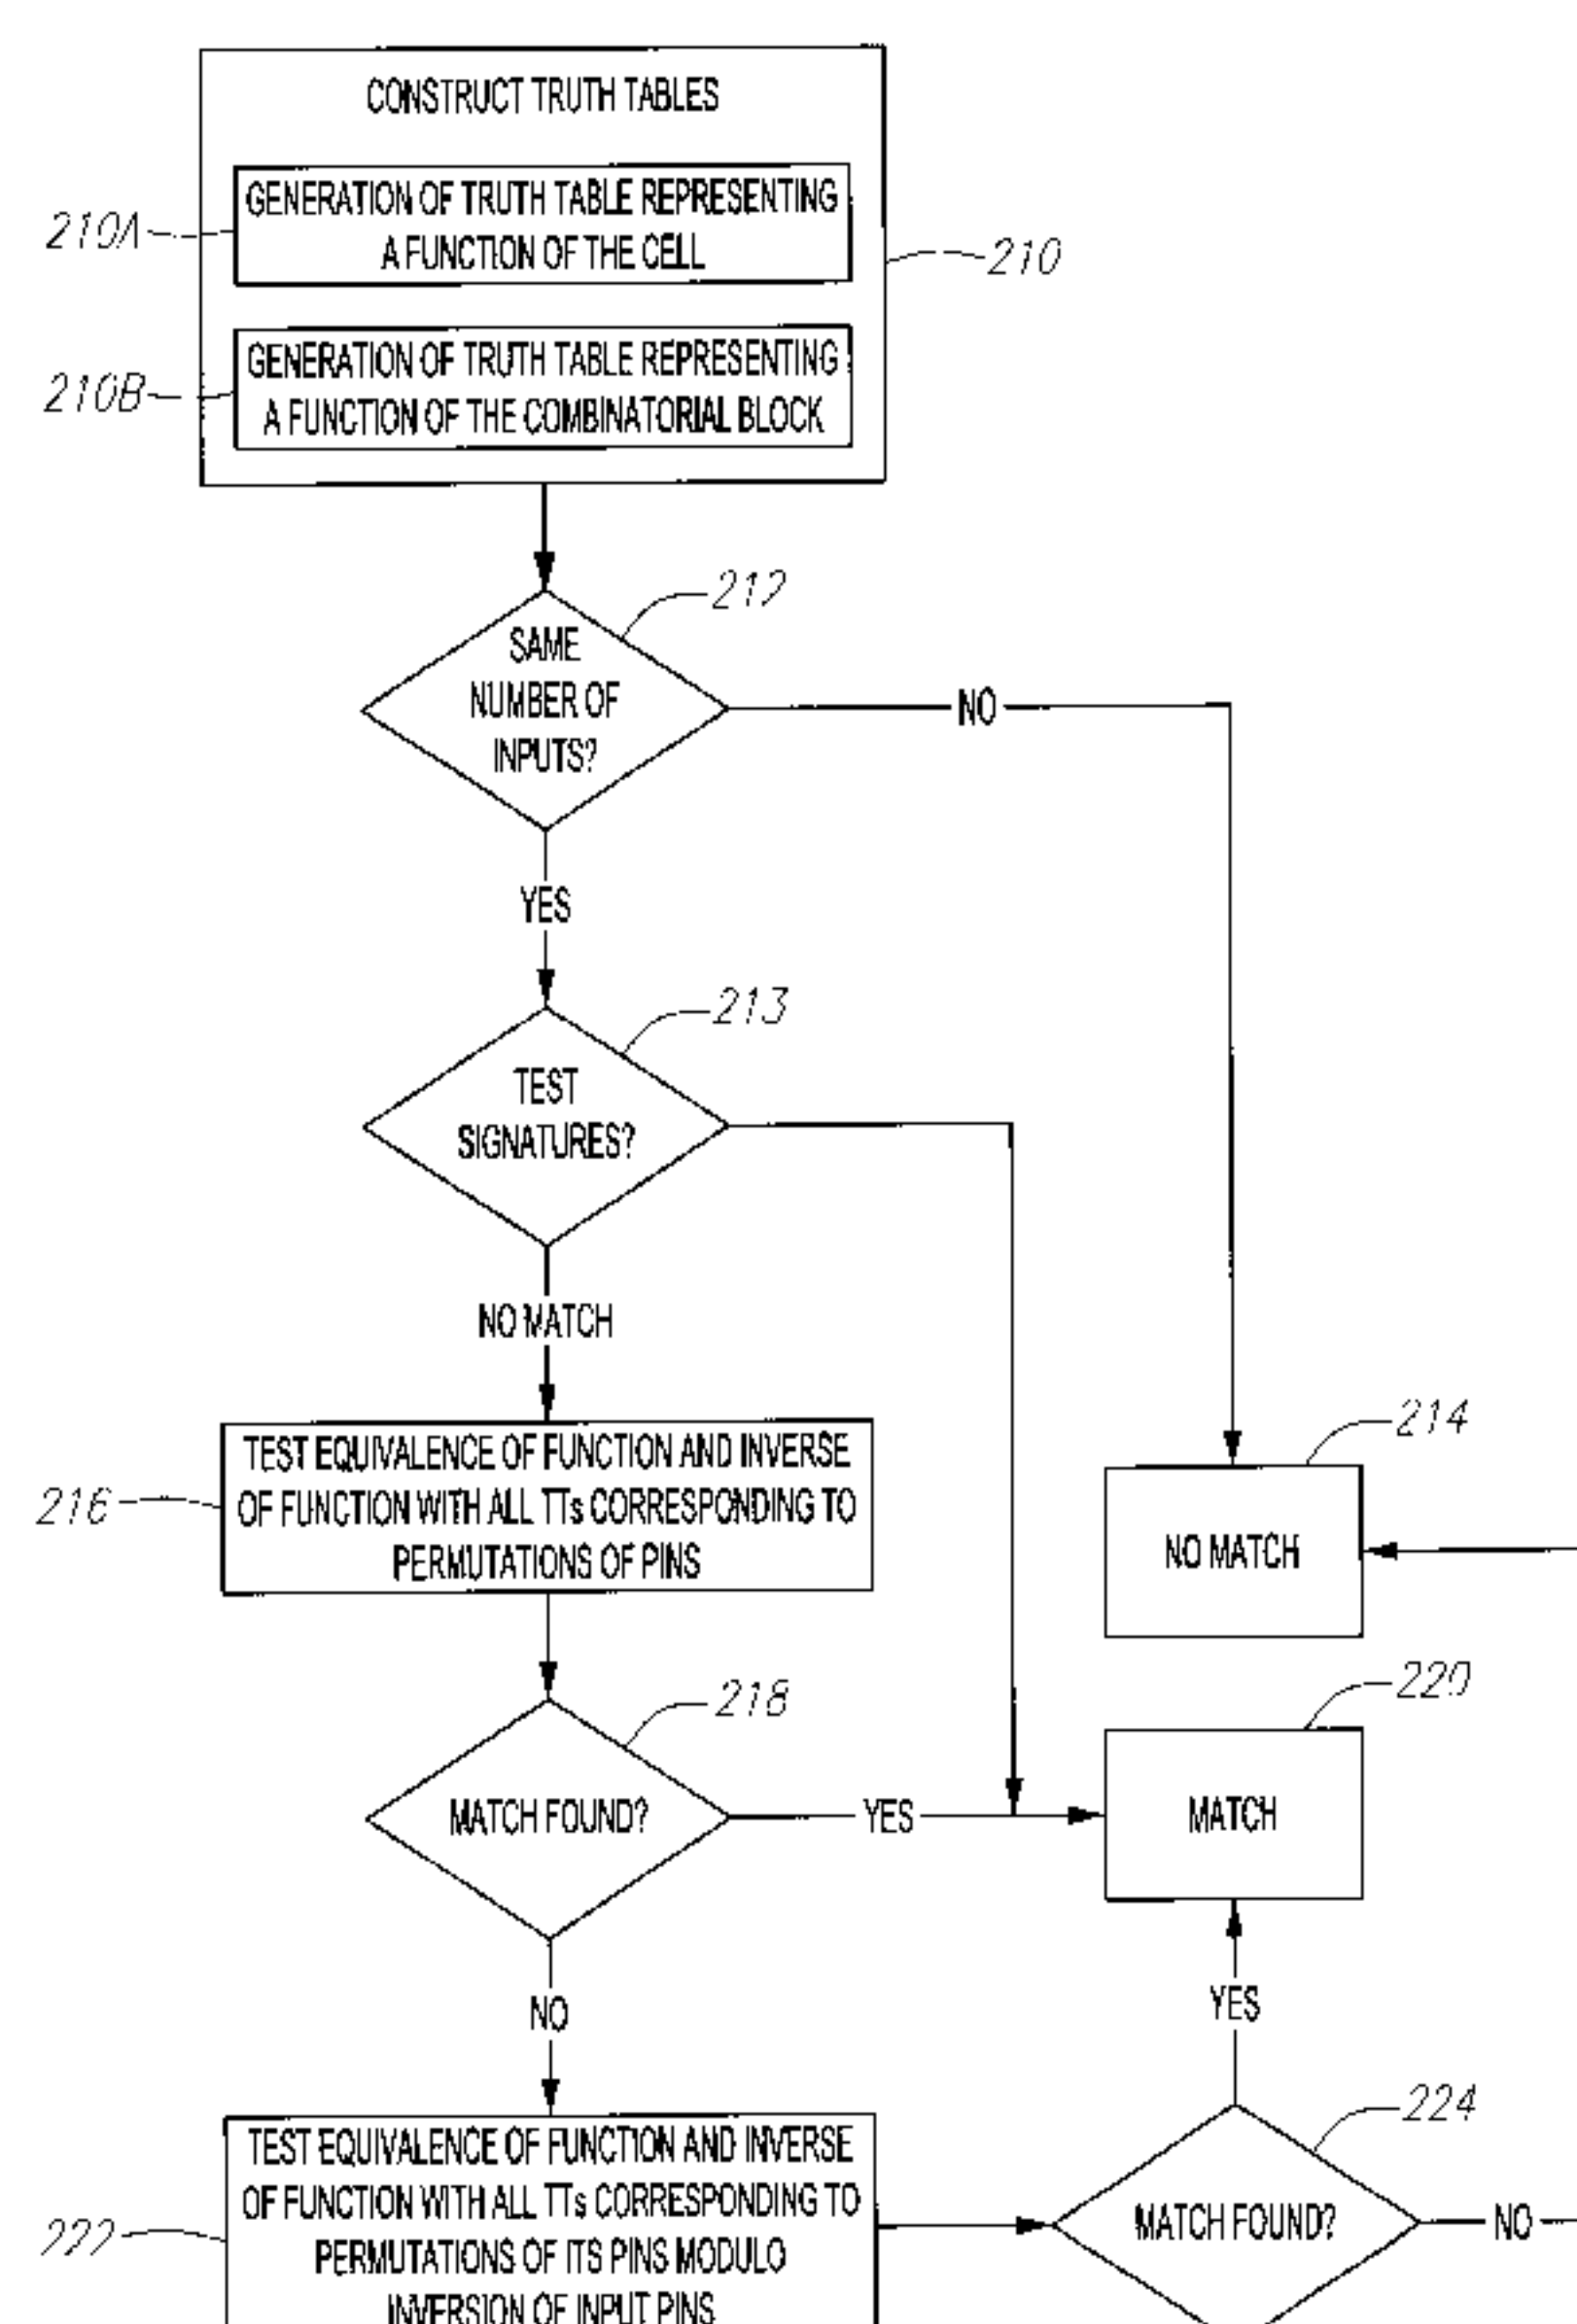 CONSTRUCT TRUTH TABLES
GENERATION OF TRUTH TABLE REPRESENTING
A FUNCTION OF THE CELL
210A
210
GENERATION OF TRUTH TABLE REPRESENTING
A FUNCTION OF THE COMBINATORIAL BLOCK
210B
212
SAME
NUMBER OF
INPUTS?
NO
YES
213
TEST
SIGNATURES?
NO MATCH
214
TEST EQUIVALENCE OF FUNCTION AND INVERSE
OF FUNCTION WITH ALL TTs CORRESPONDING TO
PERMUTATIONS OF PINS
216
NO MATCH
220
218
MATCH FOUND?
YES
MATCH
NO
YES
224
TEST EQUIVALENCE OF FUNCTION AND INVERSE
OF FUNCTION WITH ALL TTs CORRESPONDING TO
PERMUTATIONS OF ITS PINS MODULO
INVERSION OF INPUT PINS
222
MATCH FOUND?
NO